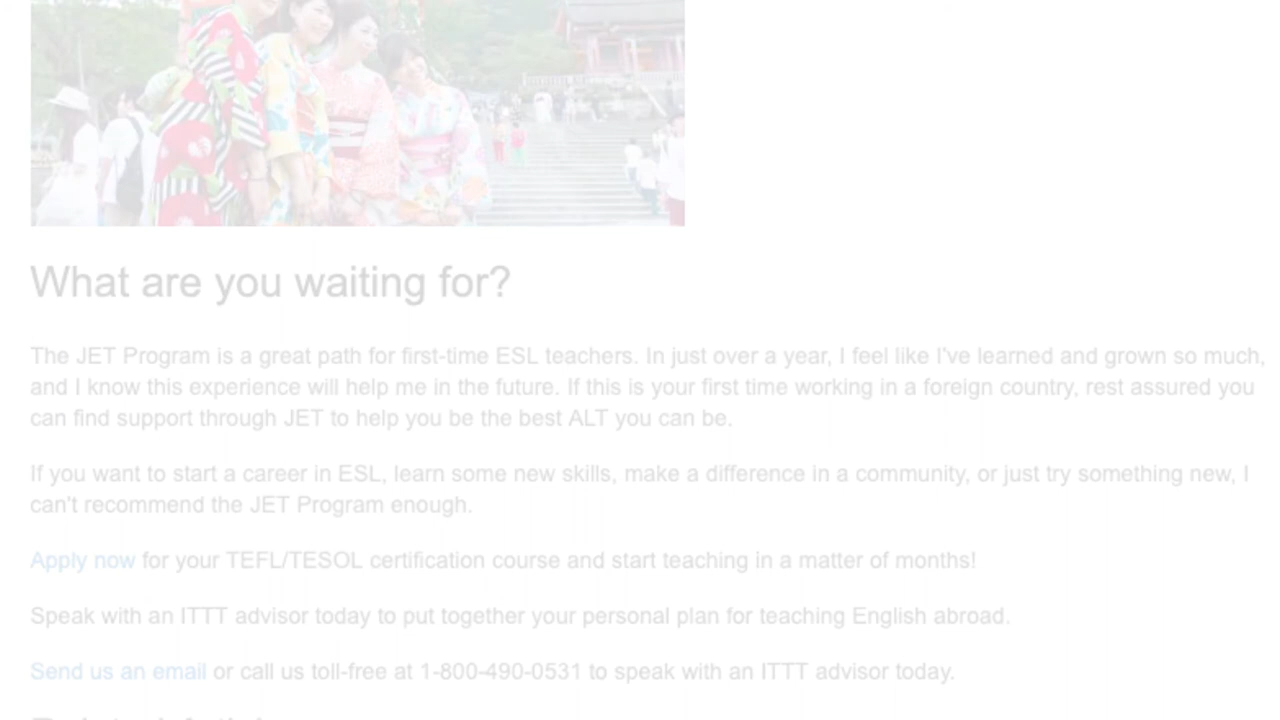 What are you waiting for?
The JET Program is a great path for first-time ESL teachers. In just over a year, I feel like I've learned and grown so much,
and I know this experience will help me in the future. If this is your first time working in a foreign country, rest assured you
can find support through JET to help you be the best ALT you can be.
If you want to start a career in ESL, learn some new skills, make a difference in a community, or just try something new, I
can't recommend the JET Program enough.
Apply now for your TEFL/TESOL certification course and start teaching in a matter of months!
Speak with an ITTT advisor today to put together your personal plan for teaching English abroad.
Send us an email or call us toll-free at 1-800-490-0531 to speak with an ITTT advisor today.